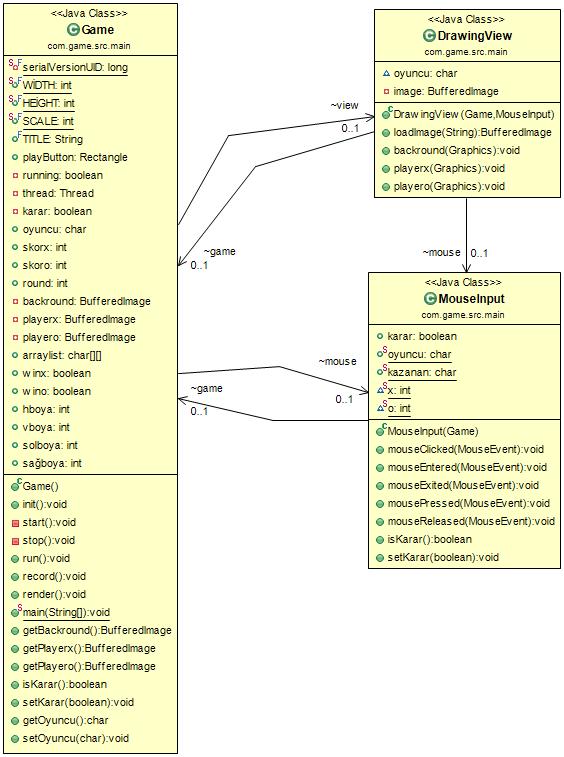 <<Java Class>>
Game
com.game.src.main
serialVersionUID: long
WİDTH: int
HEİGHT: int
SCALE: int
TİTLE: String
playButton: Rectangle
running: boolean
thread: Thread
karar: boolean
oyuncu: char
skorx: int
skoro: int
round: int
backround: BufferedImage
playerx: BufferedImage
playero: BufferedImage
arraylist: char[][]
winx: boolean
wino: boolean
hboya: int
vboya: int
solboya: int
sağboya: int
Game()
init():void
start():void
stop():void
run():void
record():void
render():void
main(String[]):void
getBackround():BufferedImage
getPlayerx():BufferedImage
getPlayero():BufferedImage
isKarar():boolean
setKarar(boolean):void
getOyuncu():char
setOyuncu(char):void
~view
0..1
~game
0..1
<<Java Class>>
DrawingView
com.game.src.main
oyuncu: char
image: BufferedImage
DrawingView(Game,MouseInput)
loadImage(String):BufferedImage
backround(Graphics):void
playerx(Graphics):void
playero(Graphics):void
~mouse
0..1
~mouse
0..1
~game
0..1
<<Java Class>>
MouseInput
com.game.src.main
karar: boolean
oyuncu: char
kazanan: char
x: int
o: int
MouseInput(Game)
mouseClicked(MouseEvent):void
mouseEntered(MouseEvent):void
mouseExited(MouseEvent):void
mousePressed(MouseEvent):void
mouseReleased(MouseEvent):void
isKarar():boolean
setKarar(boolean):void